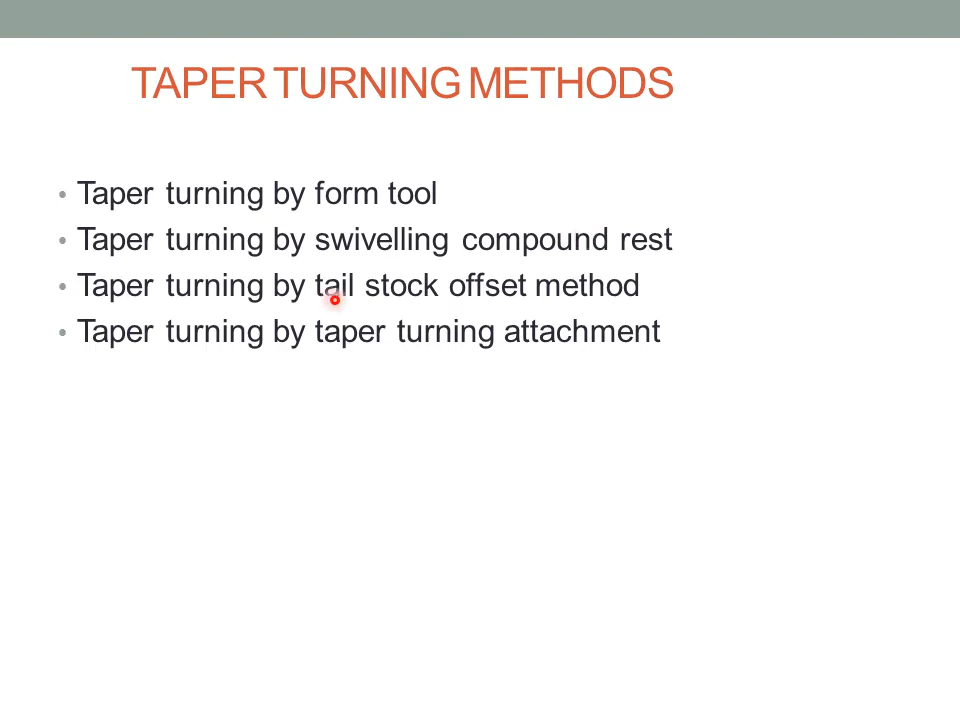 TAPER TURNING METHODS
• Taper turning by form tool
• Taper turning by swivelling compound rest
• Taper turning by tail stock offset method
• Taper turning by taper turning attachment